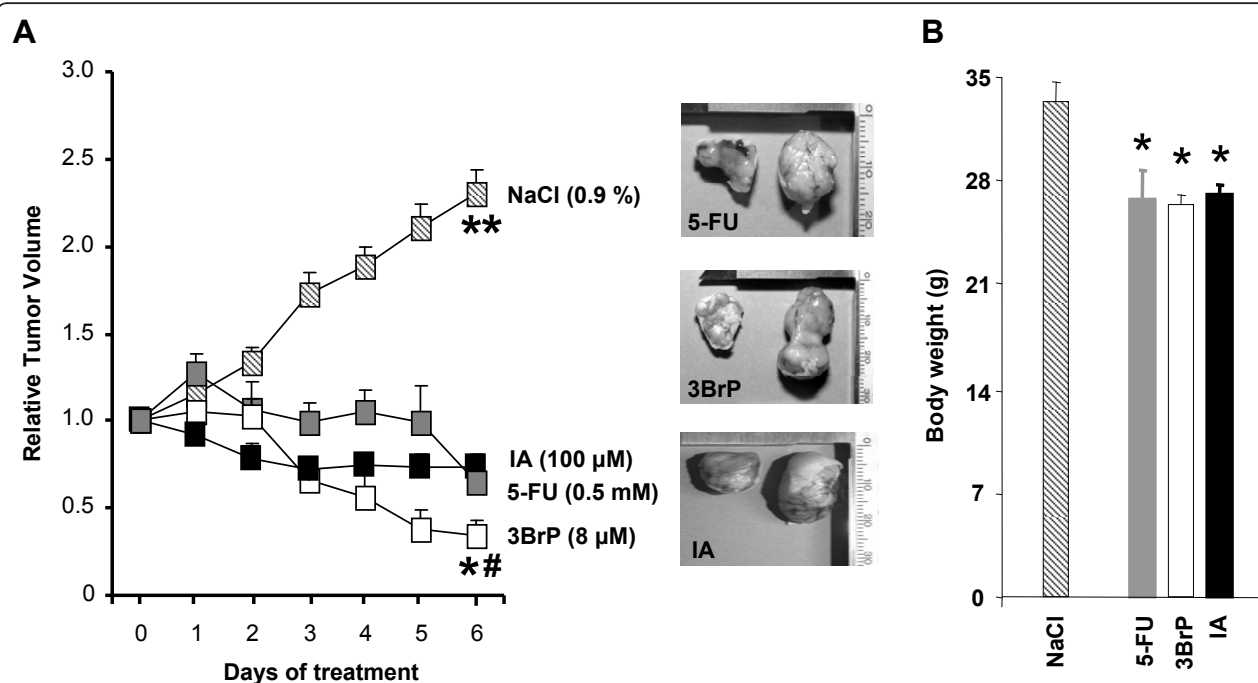 A
Relative Tumor Volume
3.0
2.5
2.0
1.5
1.0
0.5
0
0 1 2 3 4 5 6
Days of treatment
NaCl (0.9 %)
**
IA (100 µM)
5-FU (0.5 mM)
3BrP (8 µM)
*#
5-FU
3BrP
IA
B
Body weight (g)
35
28
21
14
7
0
* * *
NaCl
5-FU
3BrP
IA